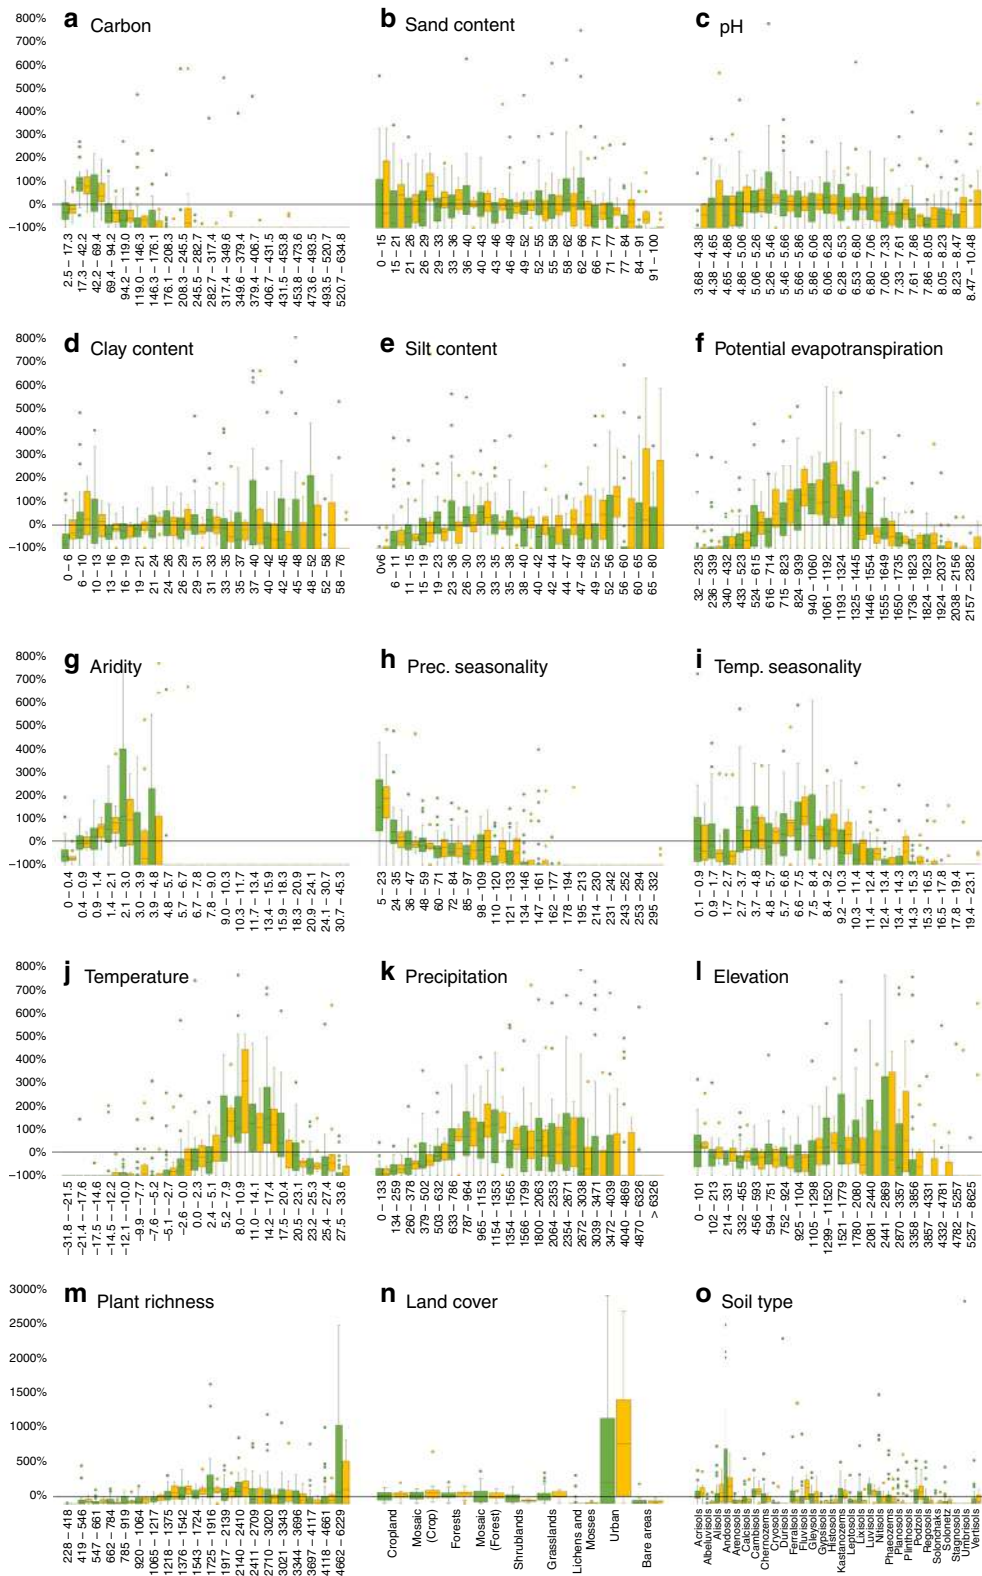 a Carbon
b Sand content
c pH
800%
700%
600%
500%
400%
300%
200%
100%
0%
−100%
2.5 – 17.3
17.3 – 42.2
42.2 – 69.4
69.4 – 94.2
94.2 – 119.0
119.0 – 146.3
146.3 – 176.1
176.1 – 208.3
208.3 – 245.5
245.5 – 282.7
282.7 – 317.4
317.4 – 349.6
349.6 – 379.4
379.4 – 406.7
406.7 – 431.5
431.5 – 453.8
453.8 – 473.6
473.6 – 493.5
493.5 – 520.7
520.7 – 634.8
0 – 15
15 – 21
21 – 26
26 – 29
29 – 33
33 – 36
36 – 40
40 – 43
43 – 46
46 – 49
49 – 52
52 – 55
55 – 58
58 – 62
62 – 66
66 – 71
71 – 77
77 – 84
84 – 91
91 – 100
3.68 – 4.38
4.38 – 4.65
4.65 – 4.86
4.86 – 5.06
5.06 – 5.26
5.26 – 5.46
5.46 – 5.66
5.66 – 5.86
5.86 – 6.06
6.06 – 6.28
6.28 – 6.53
6.53 – 6.80
6.80 – 7.06
7.06 – 7.33
7.33 – 7.61
7.61 – 7.86
7.86 – 8.05
8.05 – 8.23
8.23 – 8.47
8.47 – 10.48
d Clay content
e Silt content
f Potential evapotranspiration
800%
700%
600%
500%
400%
300%
200%
100%
0%
−100%
0 – 6
6 – 10
10 – 13
13 – 16
16 – 19
19 – 21
21 – 24
24 – 26
26 – 29
29 – 31
31 – 33
33 – 35
35 – 37
37 – 40
40 – 42
42 – 45
45 – 48
48 – 52
52 – 58
58 – 76
0v6
6 – 11
11 – 15
15 – 19
19 – 23
23 – 36
26 – 30
30 – 33
33 – 35
35 – 38
38 – 40
40 – 42
42 – 44
44 – 47
47 – 49
49 – 52
52 – 56
56 – 60
60 – 65
65 – 80
32 – 235
236 – 339
340 – 432
433 – 523
524 – 615
616 – 714
715 – 823
824 – 939
940 – 1060
1061 – 1192
1193 – 1324
1325 – 1445
1446 – 1554
1555 – 1649
1650 – 1735
1736 – 1823
1824 – 1923
1924 – 2037
2038 – 2156
2157 – 2382
g Aridity
h Prec. seasonality
i Temp. seasonality
800%
700%
600%
500%
400%
300%
200%
100%
0%
−100%
0 – 0.4
0.4 – 0.9
0.9 – 1.4
1.4 – 2.1
2.1 – 3.0
3.0 – 3.9
3.9 – 4.8
4.8 – 5.7
5.7 – 6.7
6.7 – 7.8
7.8 – 9.0
9.0 – 10.3
10.3 – 11.7
11.7 – 13.4
13.4 – 15.9
15.9 – 18.3
18.3 – 20.9
20.9 – 24.1
24.1 – 30.7
30.7 – 45.3
5 – 23
24 – 35
36 – 47
48 – 59
60 – 71
72 – 84
85 – 97
98 – 109
110 – 120
121 – 133
134 – 146
147 – 161
162 – 177
178 – 194
195 – 213
214 – 230
231 – 242
243 – 252
253 – 294
295 – 332
0.1 – 0.9
0.9 – 1.7
1.7 – 2.7
2.7 – 3.7
3.7 – 4.8
4.8 – 5.7
5.7 – 6.6
6.6 – 7.5
7.5 – 8.4
8.4 – 9.2
9.2 – 10.3
10.3 – 11.4
11.4 – 12.4
12.4 – 13.4
13.4 – 14.3
14.3 – 15.3
15.3 – 16.5
16.5 – 17.8
17.8 – 19.4
19.4 – 23.1
j Temperature
k Precipitation
l Elevation
800%
700%
600%
500%
400%
300%
200%
100%
0%
−100%
−31.8 – −21.5
−21.4 – −17.6
−17.5 – −14.6
−14.5 – −12.2
−12.1 – −10.0
−9.9 – −7.7
−7.6 – −5.2
−5.1 – −2.7
−2.6 – 0.0
0.0 – 2.3
2.4 – 5.1
5.2 – 7.9
8.0 – 10.9
11.0 – 14.1
14.2 – 17.4
17.5 – 20.4
20.5 – 23.1
23.2 – 25.3
25.4 – 27.4
27.5 – 33.6
0 – 133
134 – 259
260 – 378
379 – 502
503 – 632
633 – 786
787 – 964
965 – 1153
1154 – 1353
1354 – 1565
1566 – 1799
1800 – 2063
2064 – 2353
2354 – 2671
2672 – 3038
3039 – 3471
3472 – 4039
4040 – 4869
4870 – 6326
> 6326
0 – 101
102 – 213
214 – 331
332 – 455
456 – 593
594 – 751
752 – 924
925 – 1104
1105 – 1298
1299 – 1520
1521 – 1779
1780 – 2080
2081 – 2440
2441 – 2869
2870 – 3357
3358 – 3856
3857 – 4331
4332 – 4781
4782 – 5257
5257 – 8625
m Plant richness
n Land cover
o Soil type
3000%
2500%
2000%
1500%
1000%
500%
0%
228 – 418
419 – 546
547 – 661
662 – 784
785 – 919
920 – 1064
1065 – 1217
1218 – 1375
1376 – 1542
1543 – 1724
1725 – 1916
1917 – 2139
2140 – 2410
2411 – 2709
2710 – 3020
3021 – 3343
3344 – 3696
3697 – 4117
4118 – 4661
4662 – 6229
Cropland
Mosaic
(Crop)
Forests
Mosaic
(Forest)
Shrublands
Grasslands
Lichens and
Mosses
Urban
Bare areas
Acrisols
Albeluvisols
Alisols
Andosols
Arenosols
Calcisols
Cambisols
Chernozems
Cryosols
Durisols
Ferralsols
Fluvisols
Gleysols
Gypsisols
Histosols
Kastanozems
Leptosols
Lixisols
Luvisols
Nitisols
Phaeozems
Planosols
Plinthosols
Podzols
Regosols
Solonchaks
Solonetz
Stagnosols
Umbrisols
Vertisols